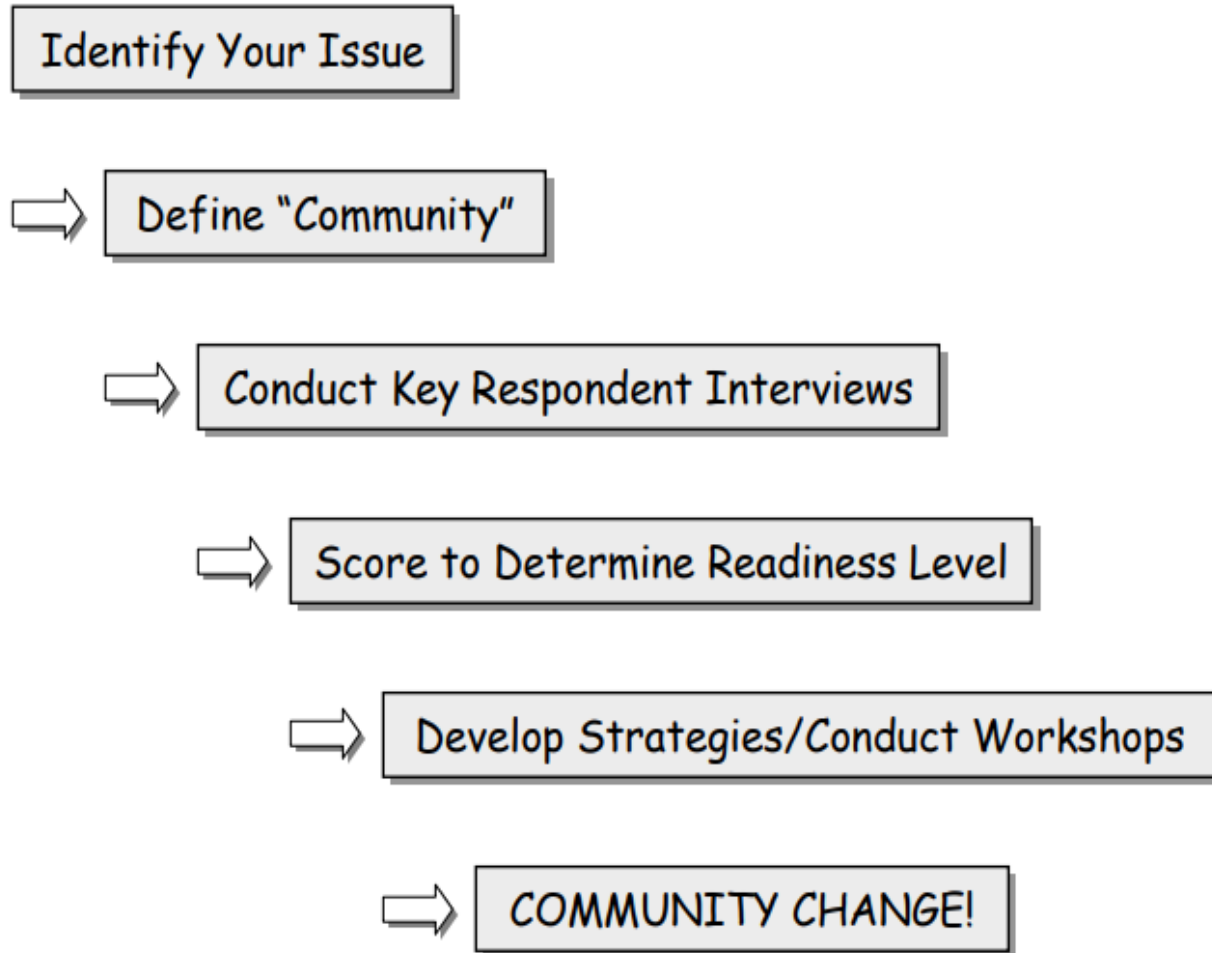 Identify Your Issue
Define “Community”
Conduct Key Respondent Interviews
Score to Determine Readiness Level
Develop Strategies/Conduct Workshops
COMMUNITY CHANGE!